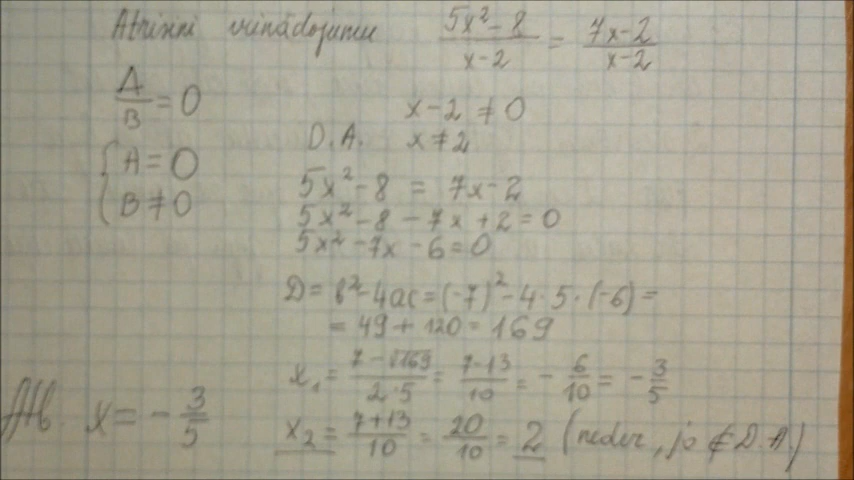 Atrisini vienādojumu (5x² - 8)/(x - 2) = (7x - 2)/(x - 2)
A/B = 0
{ A = 0
{ B ≠ 0
x - 2 ≠ 0
D.A. x ≠ 2
5x² - 8 = 7x - 2
5x² - 8 - 7x + 2 = 0
5x² - 7x - 6 = 0
D = b² - 4ac = (-7)² - 4 · 5 · (-6) =
= 49 + 120 = 169
x₁ = (7 - √169)/(2 · 5) = (7 - 13)/10 = - 6/10 = - 3/5
x₂ = (7 + 13)/10 = 20/10 = 2 (neder, jo ∉ D.A.)
Atb. x = - 3/5